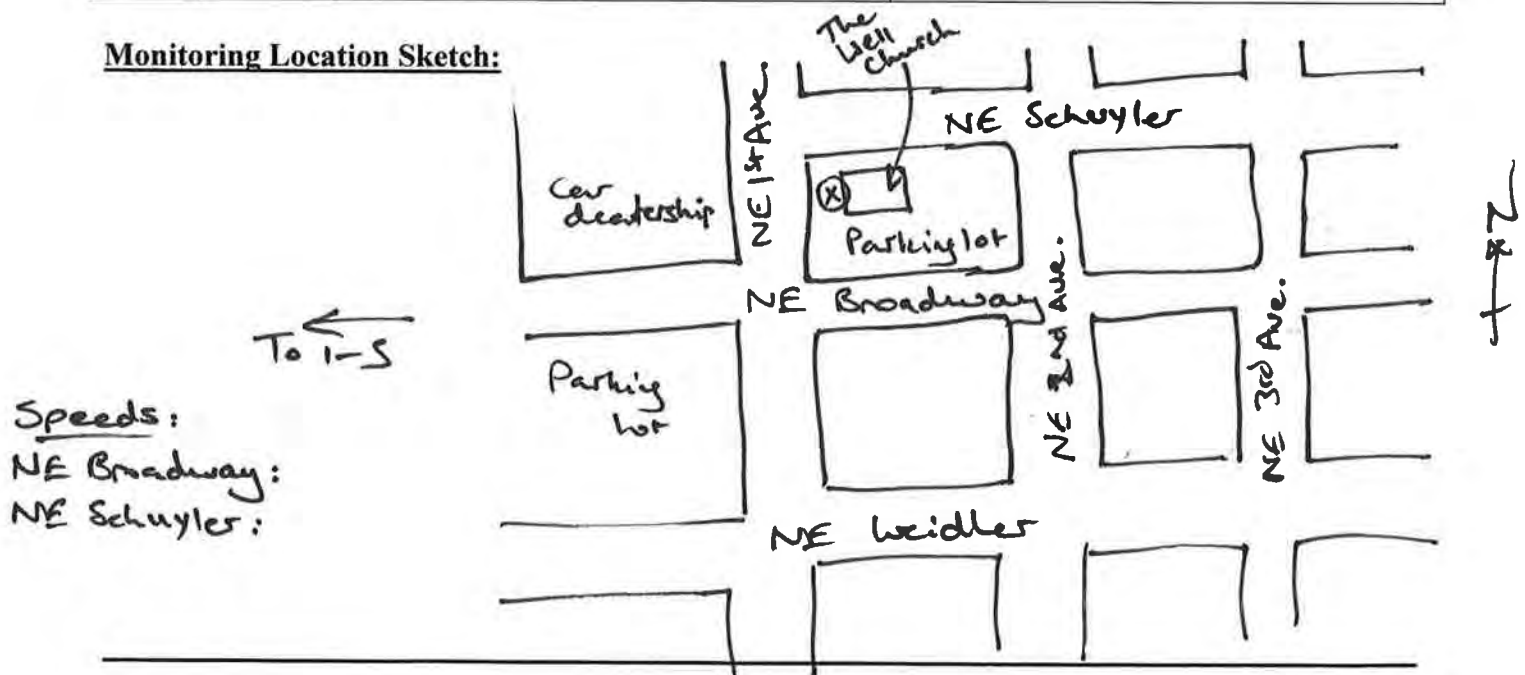 Monitoring Location Sketch:
The
Well
Church
NE 1st Ave.
NE Schuyler
Car
dealership
X
Parking lot
N
NE Broadway
NE 2nd Ave.
NE 3rd Ave.
To I-5
Parking
lot
Speeds:
NE Broadway:
NE Schuyler:
NE Weidler